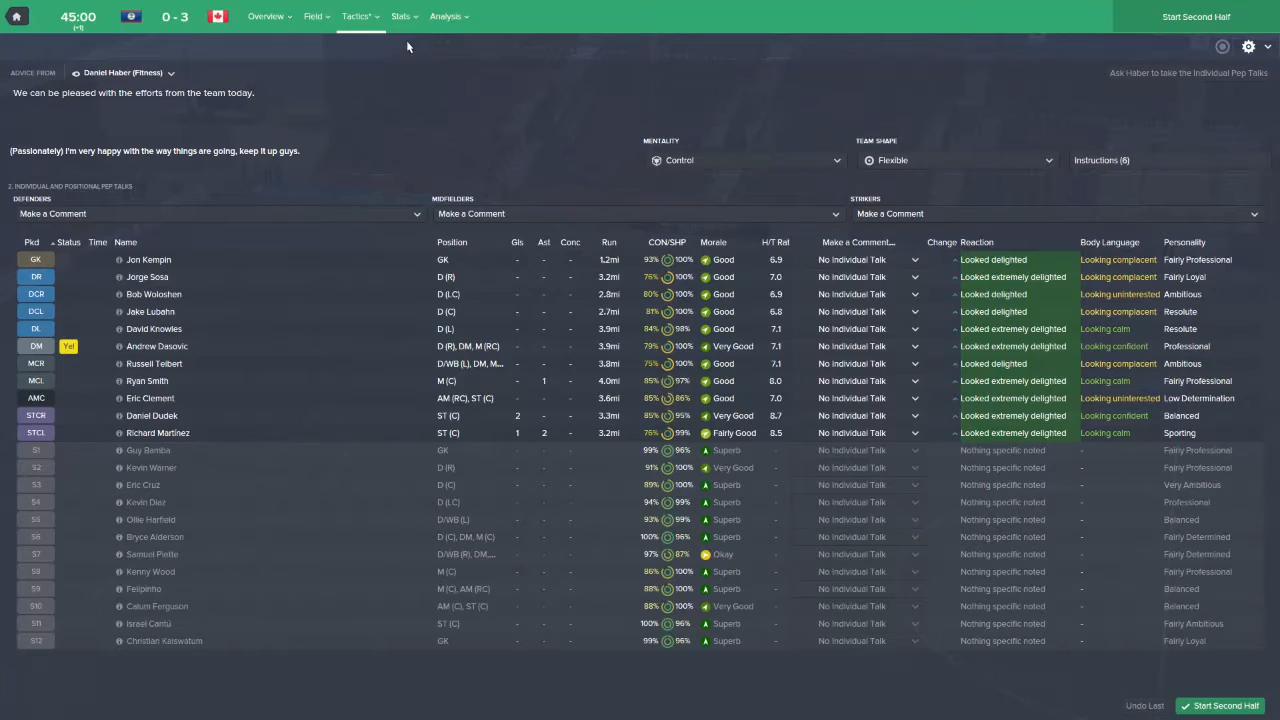 45:00 0 - 3 Overview Field Tactics* Stats Analysis Start Second Half
(+1)
ADVICE FROM Daniel Haber (Fitness) Ask Haber to take the Individual Pep Talks
We can be pleased with the efforts from the team today.
MENTALITY TEAM SHAPE
(Passionately) I'm very happy with the way things are going, keep it up guys.
Control Flexible Instructions (6)
2. INDIVIDUAL AND POSITIONAL PEP TALKS
DEFENDERS MIDFIELDERS STRIKERS
Make a Comment Make a Comment Make a Comment
Pkd Status Time Name Position Gls Ast Conc Run CON/SHP Morale H/T Rat Make a Comment... Change Reaction Body Language Personality
GK Jon Kempin GK - - - 1.2mi 93% 100% Good 6.9 No Individual Talk Looked delighted Looking complacent Fairly Professional
DR Jorge Sosa D (R) - - - 3.2mi 76% 100% Good 7.0 No Individual Talk Looked extremely delighted Looking complacent Fairly Loyal
DCR Bob Woloshen D (LC) - - - 2.8mi 80% 100% Good 6.9 No Individual Talk Looked delighted Looking uninterested Ambitious
DCL Jake Lubahn D (C) - - - 2.7mi 81% 100% Good 6.8 No Individual Talk Looked delighted Looking complacent Resolute
DL David Knowles D (L) - - - 3.9mi 84% 98% Good 7.1 No Individual Talk Looked extremely delighted Looking calm Resolute
DM Yel Andrew Dasovic D (R), DM, M (RC) - - - 3.9mi 79% 100% Very Good 7.1 No Individual Talk Looked extremely delighted Looking confident Professional
MCR Russell Teibert D/WB (L), DM, M... - - - 3.8mi 75% 100% Good 7.1 No Individual Talk Looked delighted Looking complacent Ambitious
MCL Ryan Smith M (C) - 1 - 4.0mi 85% 97% Good 8.0 No Individual Talk Looked extremely delighted Looking calm Fairly Professional
AMC Eric Clement AM (RC), ST (C) - - - 3.6mi 85% 86% Good 7.0 No Individual Talk Looked extremely delighted Looking uninterested Low Determination
STCR Daniel Dudek ST (C) 2 - - 3.3mi 85% 95% Very Good 8.7 No Individual Talk Looked extremely delighted Looking confident Balanced
STCL Richard Martínez ST (C) 1 2 - 3.2mi 76% 99% Fairly Good 8.5 No Individual Talk Looked extremely delighted Looking calm Sporting
S1 Guy Bamba GK - - - - 99% 96% Superb - No Individual Talk Nothing specific noted - Fairly Professional
S2 Kevin Warner D (R) - - - - 91% 100% Very Good - No Individual Talk Nothing specific noted - Fairly Professional
S3 Eric Cruz D (C) - - - - 89% 100% Superb - No Individual Talk Nothing specific noted - Very Ambitious
S4 Kevin Diaz D (LC) - - - - 94% 99% Superb - No Individual Talk Nothing specific noted - Professional
S5 Ollie Harfield D/WB (L) - - - - 93% 99% Superb - No Individual Talk Nothing specific noted - Balanced
S6 Bryce Alderson D (C), DM, M (C) - - - - 100% 96% Superb - No Individual Talk Nothing specific noted - Fairly Determined
S7 Samuel Piette D/WB (R), DM,... - - - - 97% 87% Okay - No Individual Talk Nothing specific noted - Fairly Determined
S8 Kenny Wood M (C) - - - - 86% 100% Superb - No Individual Talk Nothing specific noted - Fairly Professional
S9 Felipinho M (C), AM (RC) - - - - 88% 100% Superb - No Individual Talk Nothing specific noted - Balanced
S10 Calum Ferguson AM (C), ST (C) - - - - 88% 100% Very Good - No Individual Talk Nothing specific noted - Balanced
S11 Israel Cantú ST (C) - - - - 100% 96% Superb - No Individual Talk Nothing specific noted - Fairly Ambitious
S12 Christian Kaiswatum GK - - - - 99% 96% Superb - No Individual Talk Nothing specific noted - Fairly Loyal
Undo Last Start Second Half